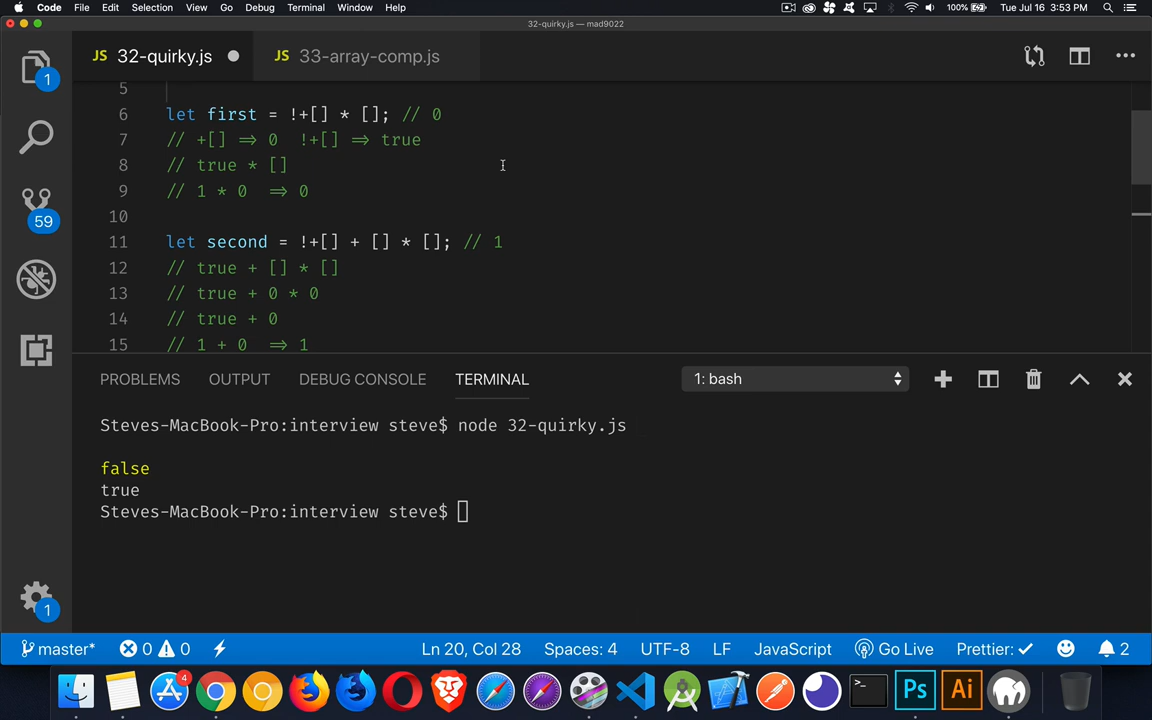 Code File Edit Selection View Go Debug Terminal Window Help 100% Tue Jul 16 3:53 PM
32-quirky.js — mad9022
JS 32-quirky.js JS 33-array-comp.js
5
6 let first = !+[] * []; // 0
7 // +[] => 0 !+[] => true
8 // true * []
9 // 1 * 0 => 0
10
11 let second = !+[] + [] * []; // 1
12 // true + [] * []
13 // true + 0 * 0
14 // true + 0
15 // 1 + 0 => 1
1
59
1
PROBLEMS OUTPUT DEBUG CONSOLE TERMINAL 1: bash
Steves-MacBook-Pro:interview steve$ node 32-quirky.js
false
true
Steves-MacBook-Pro:interview steve$
master* 0 0 Ln 20, Col 28 Spaces: 4 UTF-8 LF JavaScript Go Live Prettier: ✓ 2
4
>_ Ps Ai